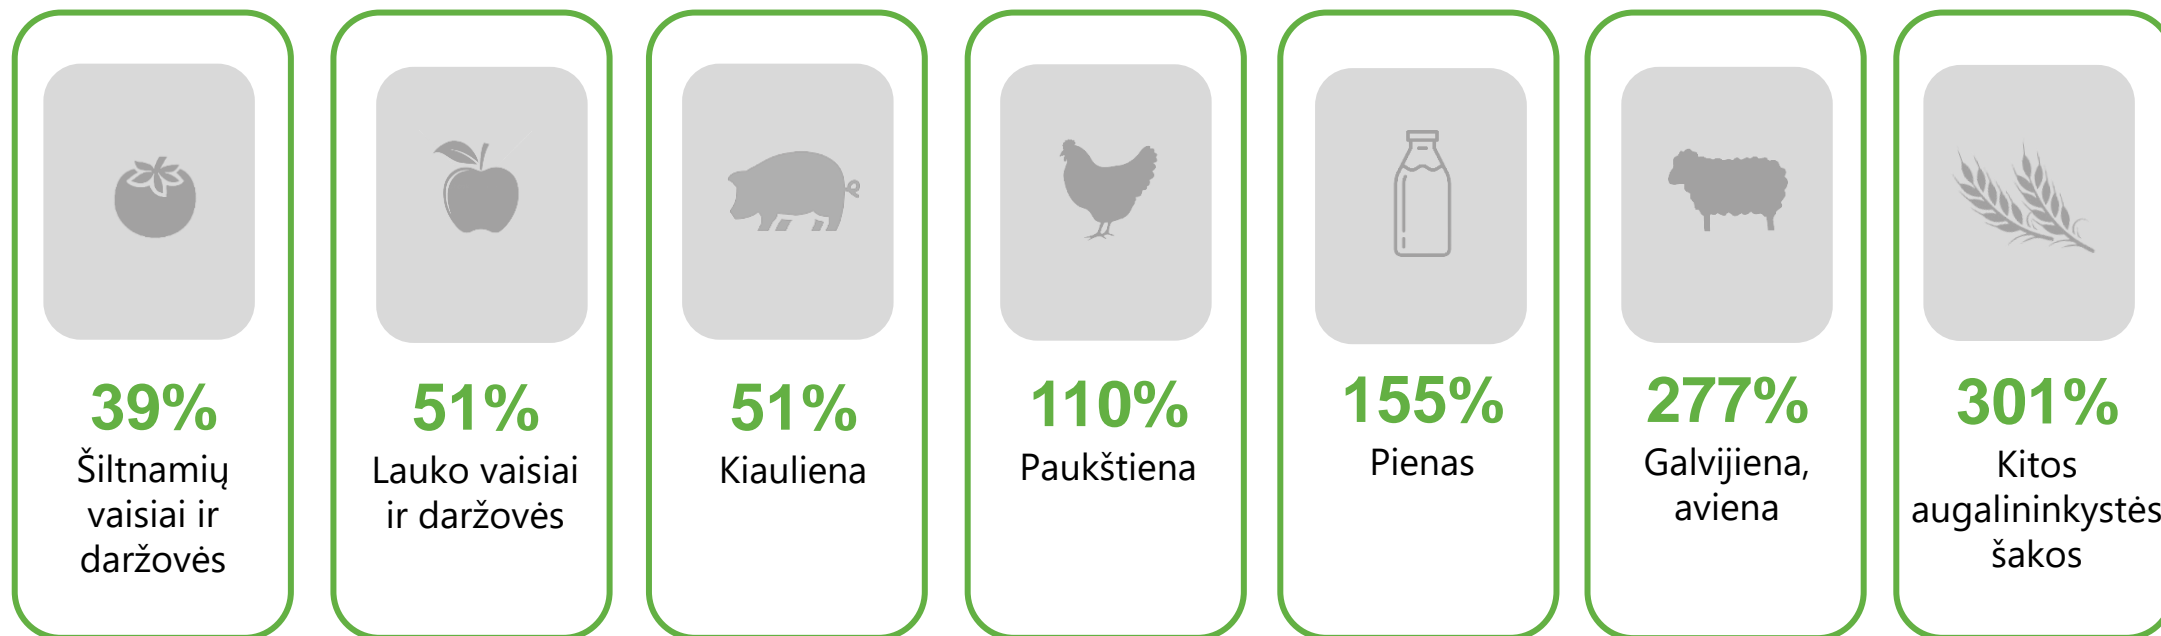 39%
Šiltnamių
vaisiai ir
daržovės
51%
Lauko vaisiai
ir daržovės
51%
Kiauliena
110%
Paukštiena
155%
Pienas
277%
Galvijiena,
aviena
301%
Kitos
augalininkystės
šakos